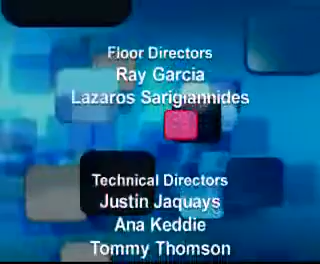 Floor Directors
Ray Garcia
Lazaros Sarigiannides
Technical Directors
Justin Jaquays
Ana Keddie
Tommy Thomson